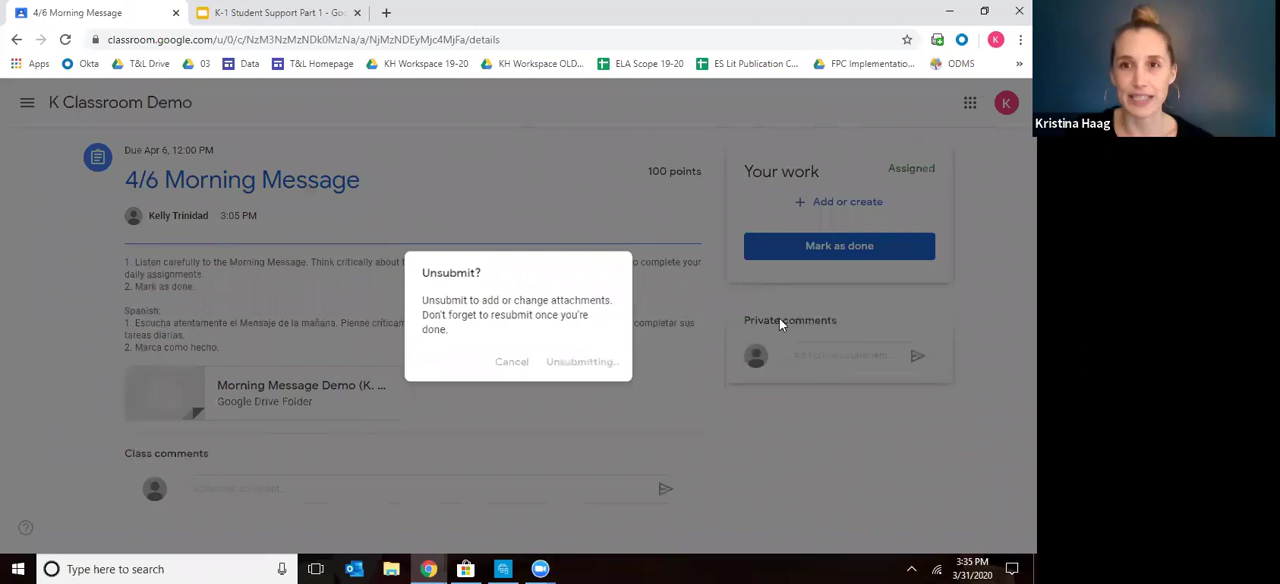 4/6 Morning Message
K-1 Student Support Part 1 - Goo
classroom.google.com/u/0/c/NzM3NzMzNDk0MzNa/a/NjMzNDEyMjc4MjFa/details
Apps Okta T&L Drive 03 Data T&L Homepage KH Workspace 19-20 KH Workspace OLD... ELA Scope 19-20 ES Lit Publication C... FPC Implementatio... ODMS »
K Classroom Demo
K
Kristina Haag
Due Apr 6, 12:00 PM
4/6 Morning Message
100 points
Kelly Trinidad 3:05 PM
1. Listen carefully to the Morning Message. Think critically about t
o complete your
daily assignments.
2. Mark as done.
Spanish:
1. Escucha atentamente el Mensaje de la mañana. Piense crítica
completar sus
tareas diarias.
2. Marca como hecho.
Morning Message Demo (K. ...
Google Drive Folder
Class comments
Unsubmit?
Unsubmit to add or change attachments.
Don't forget to resubmit once you're
done.
Cancel Unsubmitting..
Your work Assigned
+ Add or create
Mark as done
Private comments
Type here to search
3:35 PM
3/31/2020